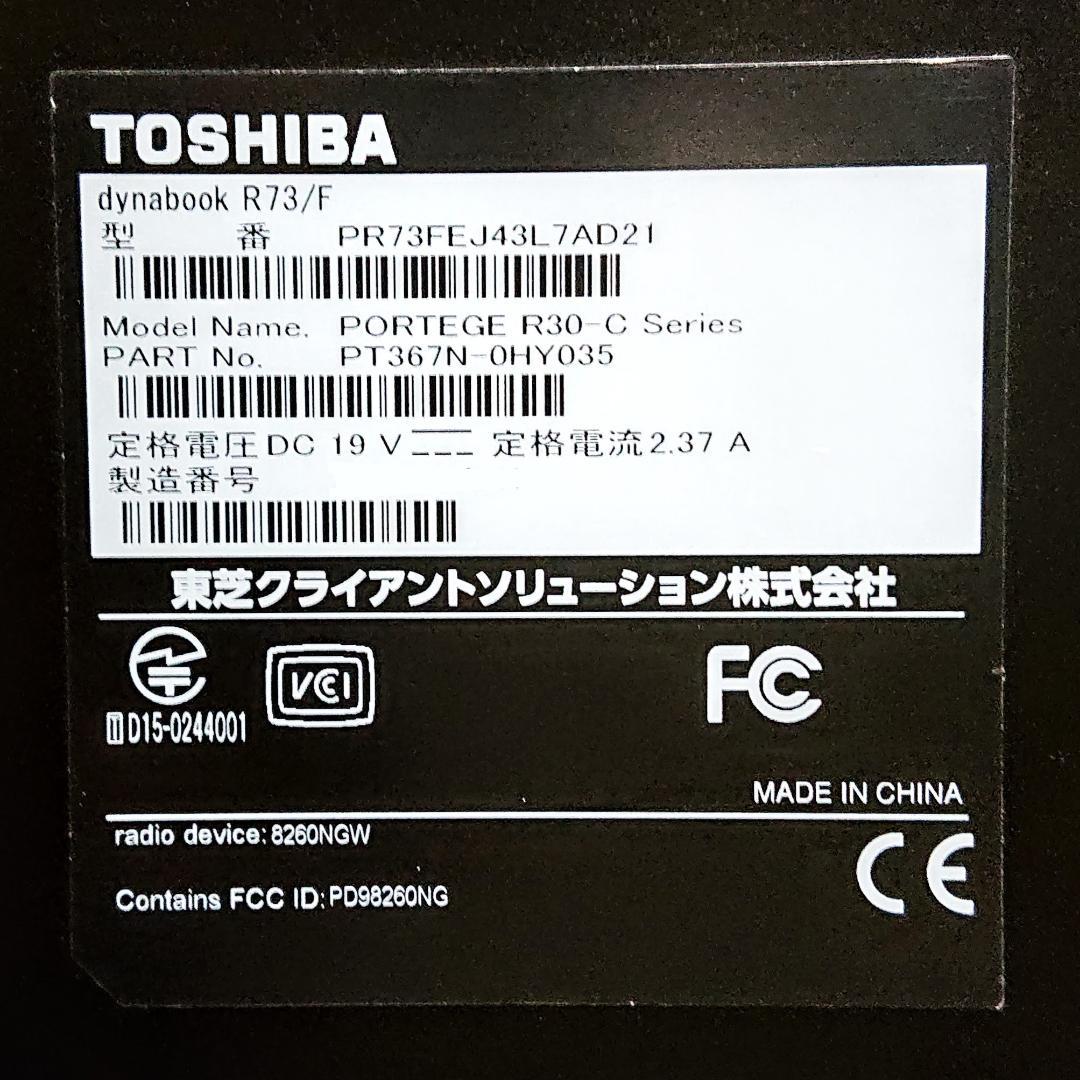 TOSHIBA
dynabook R73/F
型 番 PR73FEJ43L7AD21
Model Name. PORTEGE R30-C Series
PART No. PT367N-0HY035
定格電圧DC 19 V 定格電流2.37 A
製造番号
東芝クライアントソリューション株式会社
VCCI
FC
T D15-0244001
MADE IN CHINA
radio device: 8260NGW
CE
Contains FCC ID: PD98260NG